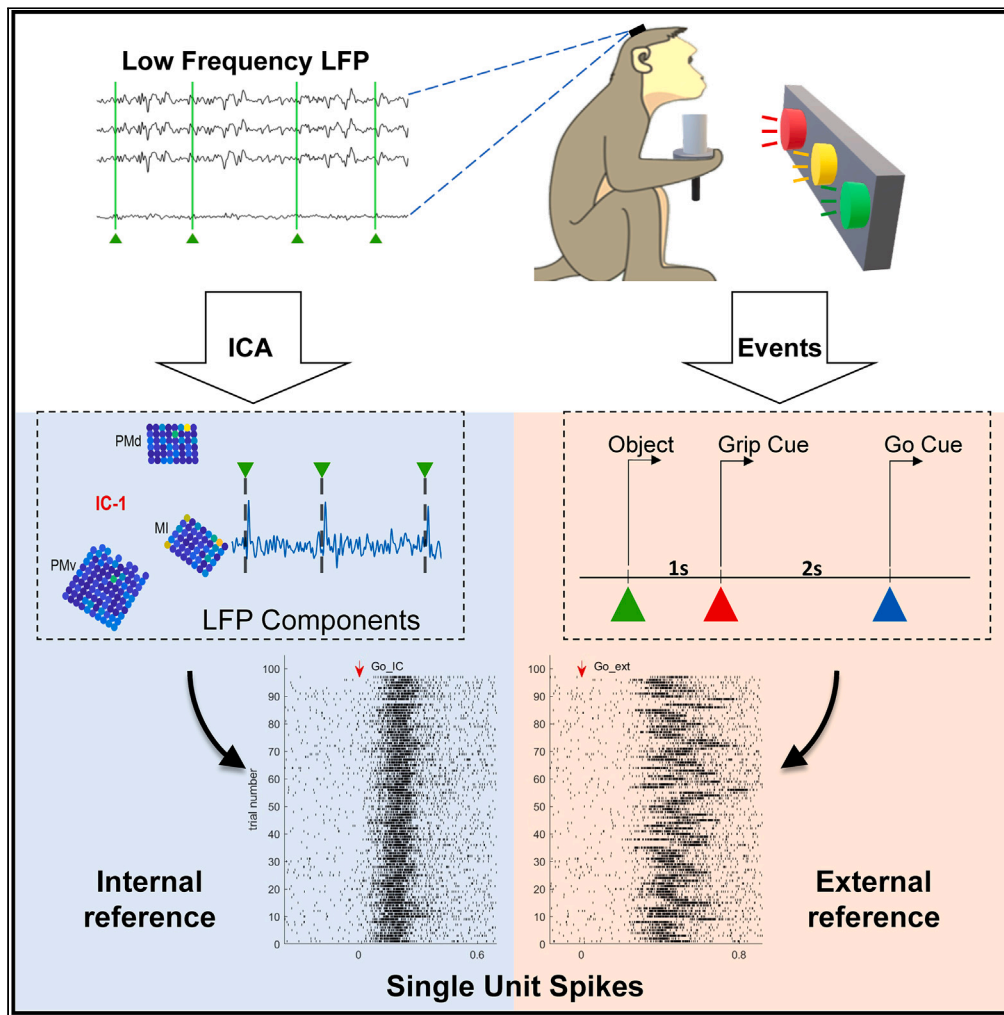 Low Frequency LFP
ICA
Events
PMd
IC-1
MI
PMv
LFP Components
Object
Grip Cue
Go Cue
1s
2s
Go_IC
100
90
80
70
60
50
40
30
20
10
0
trial number
0
0.6
Go_ext
100
90
80
70
60
50
40
30
20
10
0
0
0.8
Internal
reference
External
reference
Single Unit Spikes